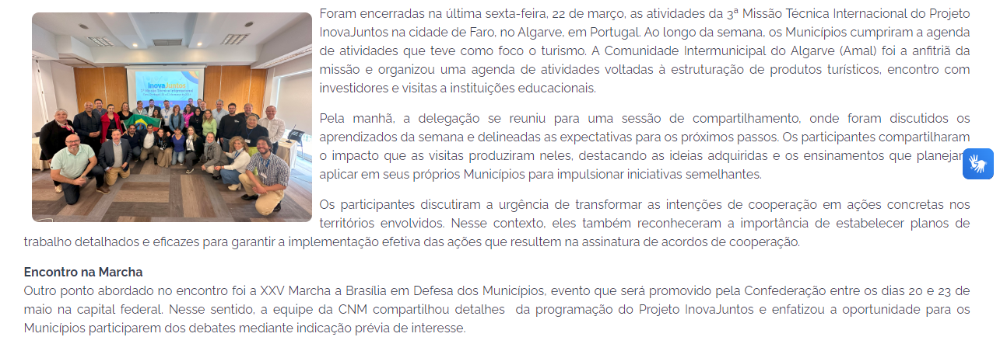 Foram encerradas na última sexta-feira, 22 de março, as atividades da 3ª Missão Técnica Internacional do Projeto
InovaJuntos na cidade de Faro, no Algarve, em Portugal. Ao longo da semana, os Municípios cumpriram a agenda
de atividades que teve como foco o turismo. A Comunidade Intermunicipal do Algarve (Amal) foi a anfitriã da
missão e organizou uma agenda de atividades voltadas à estruturação de produtos turísticos, encontro com
investidores e visitas a instituições educacionais.
InovaJuntos
Pela manhã, a delegação se reuniu para uma sessão de compartilhamento, onde foram discutidos os
aprendizados da semana e delineadas as expectativas para os próximos passos. Os participantes compartilharam
o impacto que as visitas produziram neles, destacando as ideias adquiridas e os ensinamentos que planejam
aplicar em seus próprios Municípios para impulsionar iniciativas semelhantes.
Os participantes discutiram a urgência de transformar as intenções de cooperação em ações concretas nos
territórios envolvidos. Nesse contexto, eles também reconheceram a importância de estabelecer planos de
trabalho detalhados e eficazes para garantir a implementação efetiva das ações que resultem na assinatura de acordos de cooperação.
Encontro na Marcha
Outro ponto abordado no encontro foi a XXV Marcha a Brasília em Defesa dos Municípios, evento que será promovido pela Confederação entre os dias 20 e 23 de
maio na capital federal. Nesse sentido, a equipe da CNM compartilhou detalhes da programação do Projeto InovaJuntos e enfatizou a oportunidade para os
Municípios participarem dos debates mediante indicação prévia de interesse.